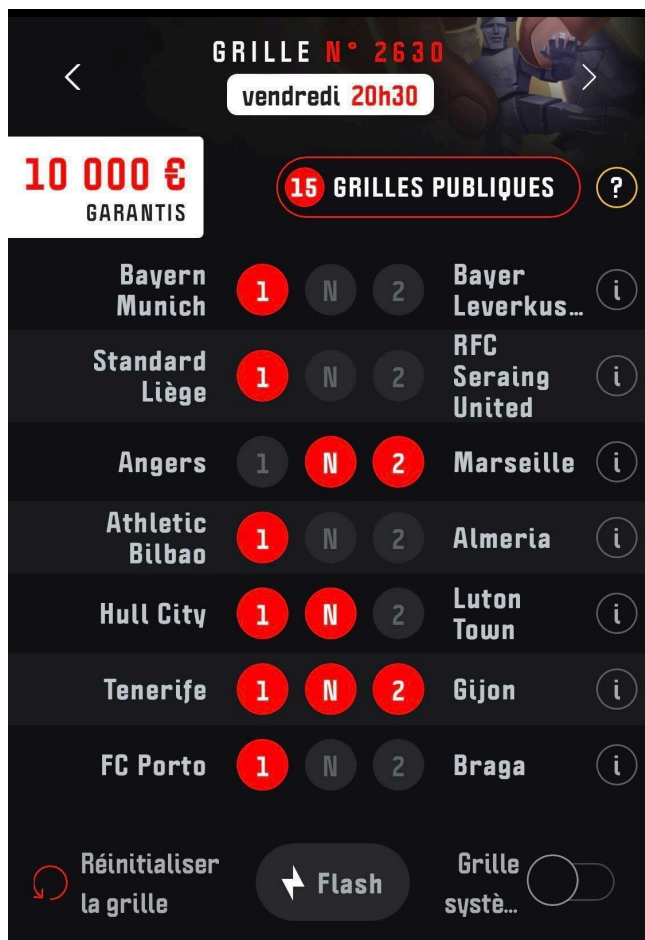 GRILLE N° 2630
vendredi 20h30
10 000 €
GARANTIS
15 GRILLES PUBLIQUES
?
Bayern
Munich
1 N 2
Bayer
Leverkus...
i
Standard
Liège
1 N 2
RFC
Seraing
United
i
Angers 1 N 2 Marseille i
Athletic
Bilbao
1 N 2 Almeria i
Hull City 1 N 2
Luton
Town
i
Tenerife 1 N 2 Gijon i
FC Porto 1 N 2 Braga i
Réinitialiser
la grille
Flash
Grille
systè...